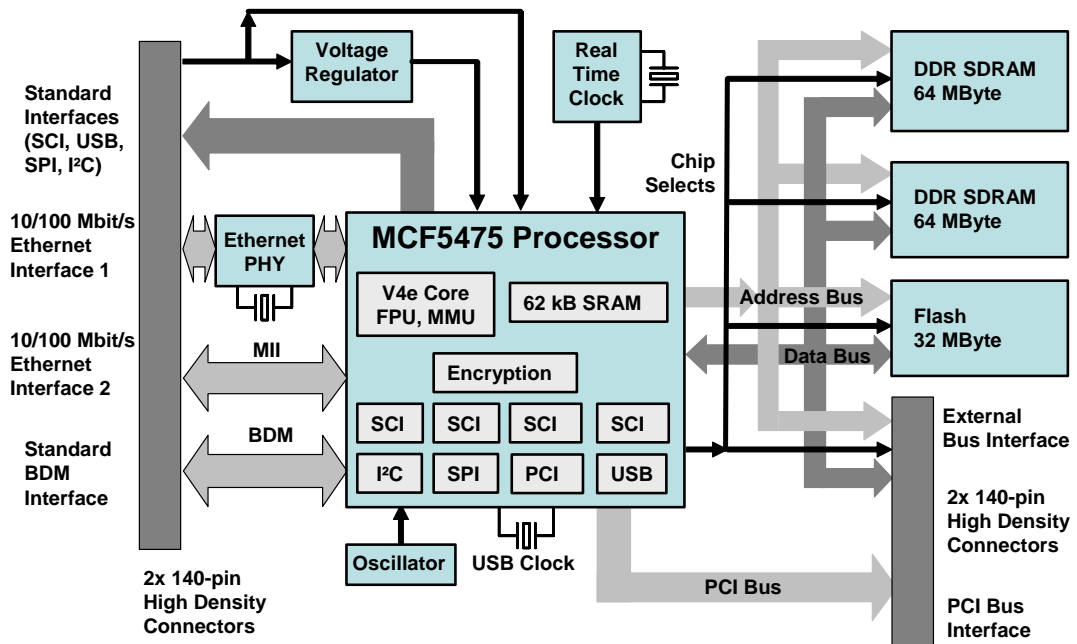 Standard
Interfaces
(SCI, USB,
SPI, I²C)
10/100 Mbit/s
Ethernet
Interface 1
10/100 Mbit/s
Ethernet
Interface 2
Standard
BDM
Interface
2x 140-pin
High Density
Connectors
Voltage
Regulator
Real
Time
Clock
Ethernet
PHY
MII
BDM
MCF5475 Processor
V4e Core
FPU, MMU
62 kB SRAM
Encryption
SCI
SCI
SCI
SCI
I²C
SPI
PCI
USB
Oscillator
USB Clock
Chip
Selects
Address Bus
Data Bus
PCI Bus
DDR SDRAM
64 MByte
DDR SDRAM
64 MByte
Flash
32 MByte
External
Bus Interface
2x 140-pin
High Density
Connectors
PCI Bus
Interface